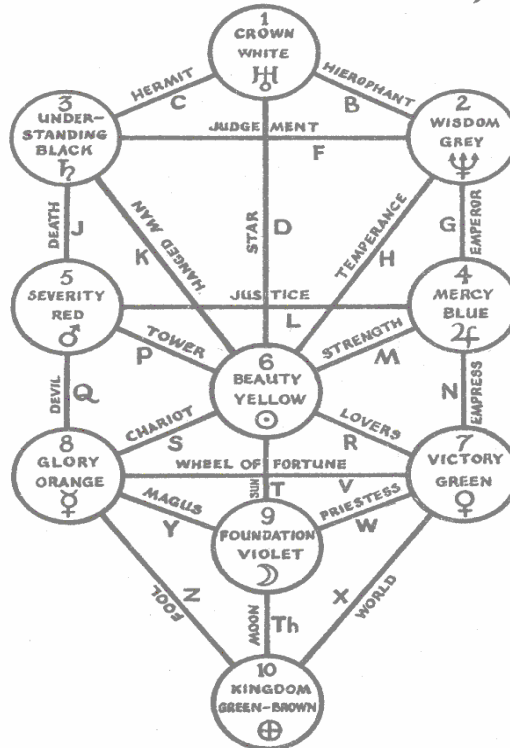 1
CROWN
WHITE
HERMIT
C
HIEROPHANT
B
3
UNDER-
STANDING
BLACK
2
WISDOM
GREY
JUDGEMENT
F
DEATH
J
HANGED MAN
K
STAR
D
TEMPERANCE
H
G
EMPEROR
5
SEVERITY
RED
4
MERCY
BLUE
JUSTICE
L
TOWER
P
STRENGTH
M
6
BEAUTY
YELLOW
DEVIL
Q
N
EMPRESS
CHARIOT
S
LOVERS
R
8
GLORY
ORANGE
7
VICTORY
GREEN
WHEEL OF FORTUNE
V
SUN
T
MAGUS
Y
PRIESTESS
W
9
FOUNDATION
VIOLET
FOOL
Z
MOON
Th
X
WORLD
10
KINGDOM
GREEN-BROWN